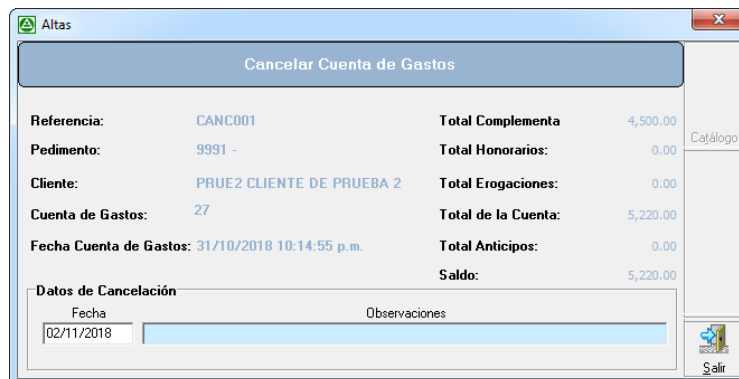 Altas
Cancelar Cuenta de Gastos
Referencia: CANC001 Total Complementa 4,500.00
Catálogo
Pedimento: 9991 - Total Honorarios: 0.00
Cliente: PRUE2 CLIENTE DE PRUEBA 2 Total Erogaciones: 0.00
Cuenta de Gastos: 27 Total de la Cuenta: 5,220.00
Fecha Cuenta de Gastos: 31/10/2018 10:14:55 p.m. Total Anticipos: 0.00
Saldo: 5,220.00
Datos de Cancelación
Fecha Observaciones
02/11/2018
Salir